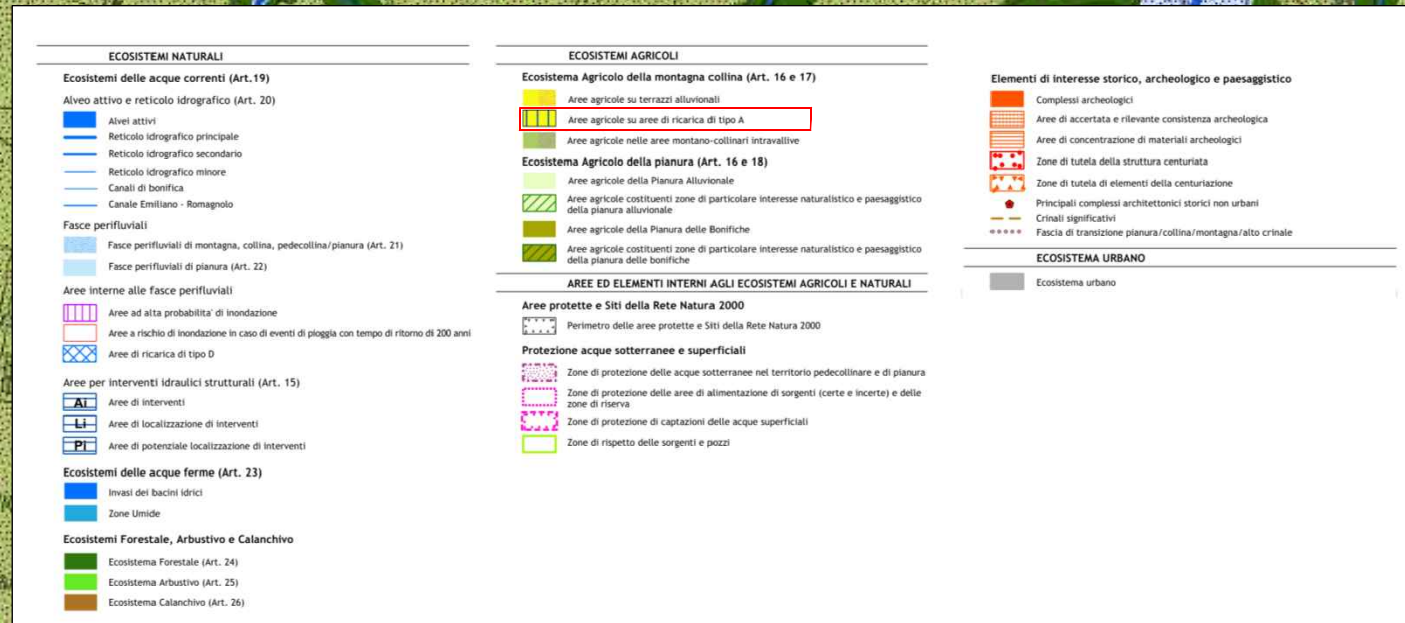 ECOSISTEMI NATURALI
Ecosistemi delle acque correnti (Art.19)
Alveo attivo e reticolo idrografico (Art. 20)
Alvei attivi
Reticolo idrografico principale
Reticolo idrografico secondario
Reticolo idrografico minore
Canali di bonifica
Canale Emiliano - Romagnolo
Fasce perifluviali
Fasce perifluviali di montagna, collina, pedecollina/pianura (Art. 21)
Fasce perifluviali di pianura (Art. 22)
Aree interne alle fasce perifluviali
Aree ad alta probabilita' di inondazione
Aree a rischio di inondazione in caso di eventi di pioggia con tempo di ritorno di 200 anni
Aree di ricarica di tipo D
Aree per interventi idraulici strutturali (Art. 15)
Ai Aree di interventi
Li Aree di localizzazione di interventi
Pi Aree di potenziale localizzazione di interventi
Ecosistemi delle acque ferme (Art. 23)
Invasi dei bacini idrici
Zone Umide
Ecosistemi Forestale, Arbustivo e Calanchivo
Ecosistema Forestale (Art. 24)
Ecosistema Arbustivo (Art. 25)
Ecosistema Calanchivo (Art. 26)
ECOSISTEMI AGRICOLI
Ecosistema Agricolo della montagna collina (Art. 16 e 17)
Aree agricole su terrazzi alluvionali
Aree agricole su aree di ricarica di tipo A
Aree agricole nelle aree montano-collinari intravallive
Ecosistema Agricolo della pianura (Art. 16 e 18)
Aree agricole della Pianura Alluvionale
Aree agricole costituenti zone di particolare interesse naturalistico e paesaggistico
della pianura alluvionale
Aree agricole della Pianura delle Bonifiche
Aree agricole costituenti zone di particolare interesse naturalistico e paesaggistico
della pianura delle bonifiche
AREE ED ELEMENTI INTERNI AGLI ECOSISTEMI AGRICOLI E NATURALI
Aree protette e Siti della Rete Natura 2000
Perimetro delle aree protette e Siti della Rete Natura 2000
Protezione acque sotterranee e superficiali
Zone di protezione delle acque sotterranee nel territorio pedecollinare e di pianura
Zone di protezione delle aree di alimentazione di sorgenti (certe e incerte) e delle
zone di riserva
Zone di protezione di captazioni delle acque superficiali
Zone di rispetto delle sorgenti e pozzi
Elementi di interesse storico, archeologico e paesaggistico
Complessi archeologici
Aree di accertata e rilevante consistenza archeologica
Aree di concentrazione di materiali archeologici
Zone di tutela della struttura centuriata
Zone di tutela di elementi della centuriazione
Principali complessi architettonici storici non urbani
Crinali significativi
Fascia di transizione pianura/collina/montagna/alto crinale
ECOSISTEMA URBANO
Ecosistema urbano